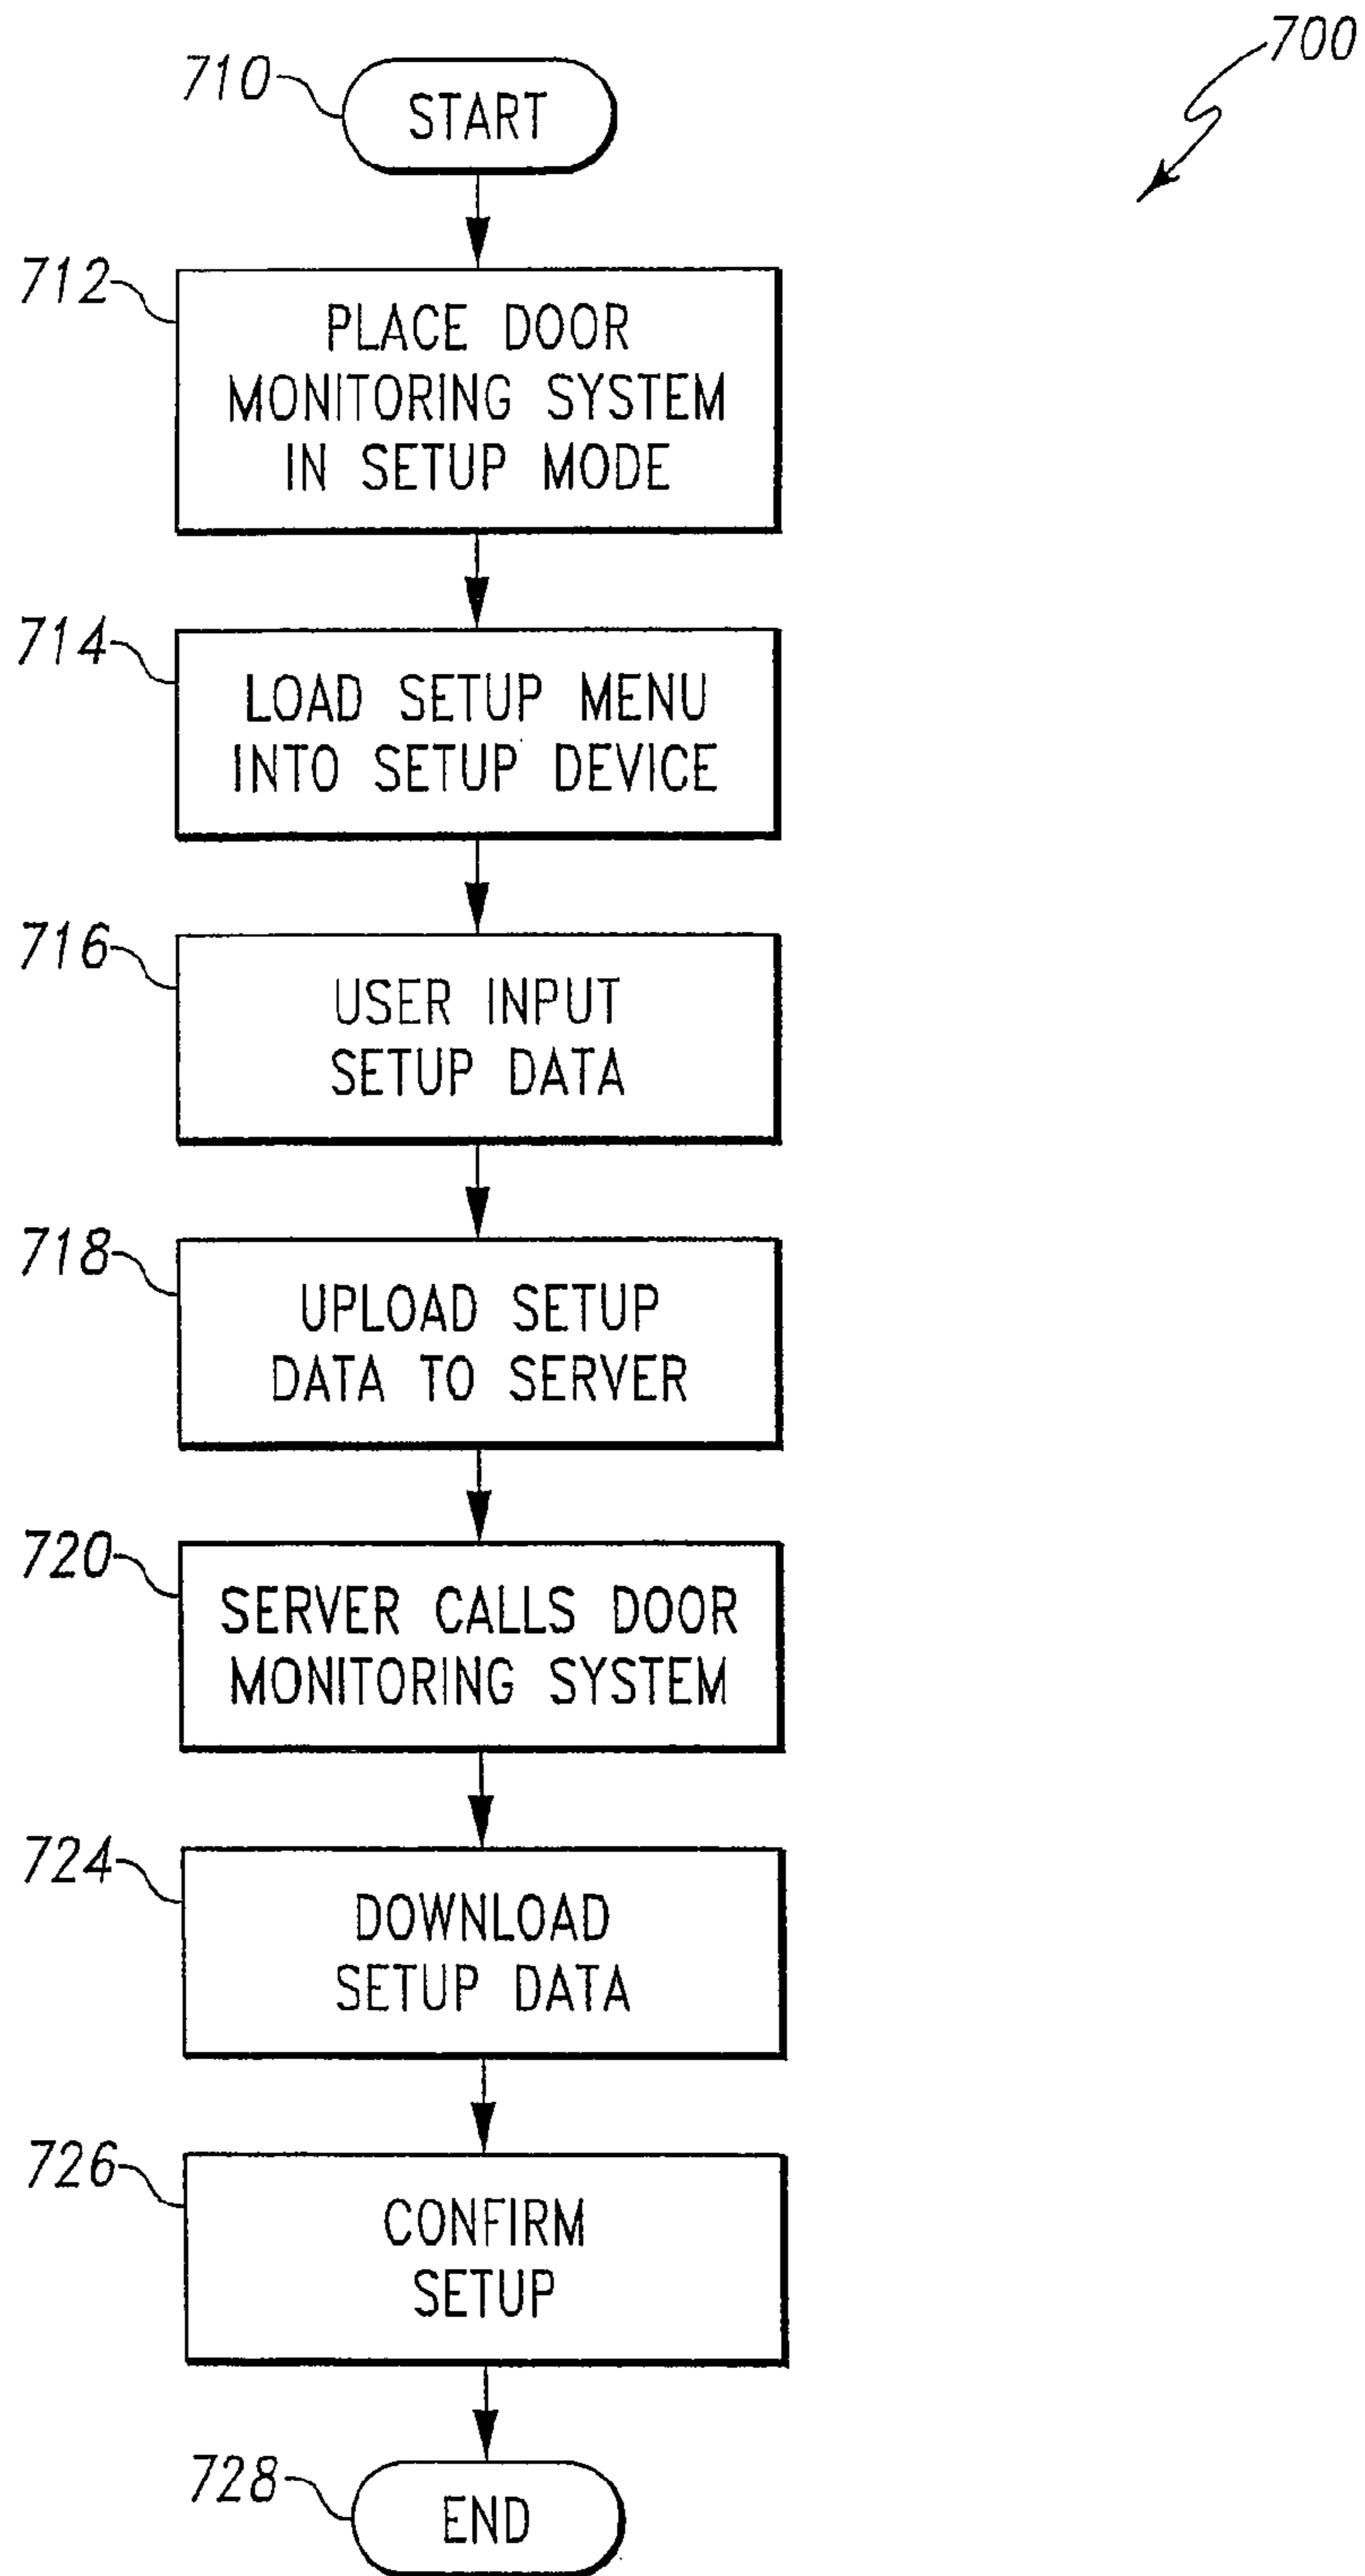 700
710
START
712
PLACE DOOR
MONITORING SYSTEM
IN SETUP MODE
714
LOAD SETUP MENU
INTO SETUP DEVICE
716
USER INPUT
SETUP DATA
718
UPLOAD SETUP
DATA TO SERVER
720
SERVER CALLS DOOR
MONITORING SYSTEM
724
DOWNLOAD
SETUP DATA
726
CONFIRM
SETUP
728
END